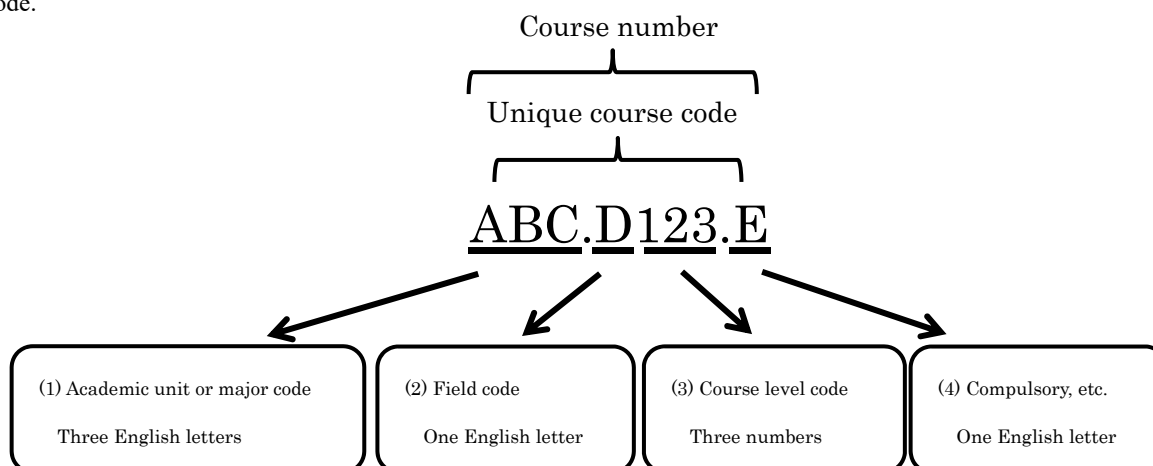 ode.
Course number
Unique course code
ABC.D123.E
(1) Academic unit or major code
Three English letters
(2) Field code
One English letter
(3) Course level code
Three numbers
(4) Compulsory, etc.
One English letter